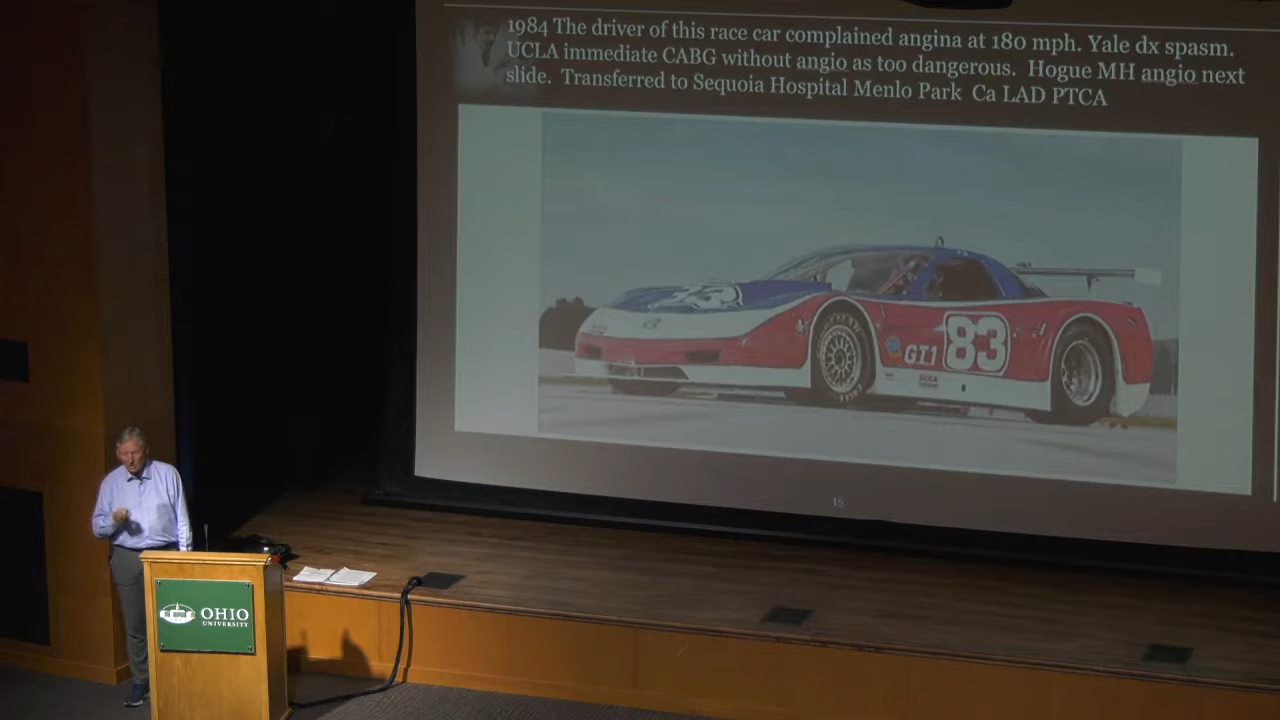 1984 The driver of this race car complained angina at 180 mph. Yale dx spasm.
UCLA immediate CABG without angio as too dangerous. Hogue MH angio next
slide. Transferred to Sequoia Hospital Menlo Park Ca LAD PTCA
GT1
83
15
OHIO
UNIVERSITY